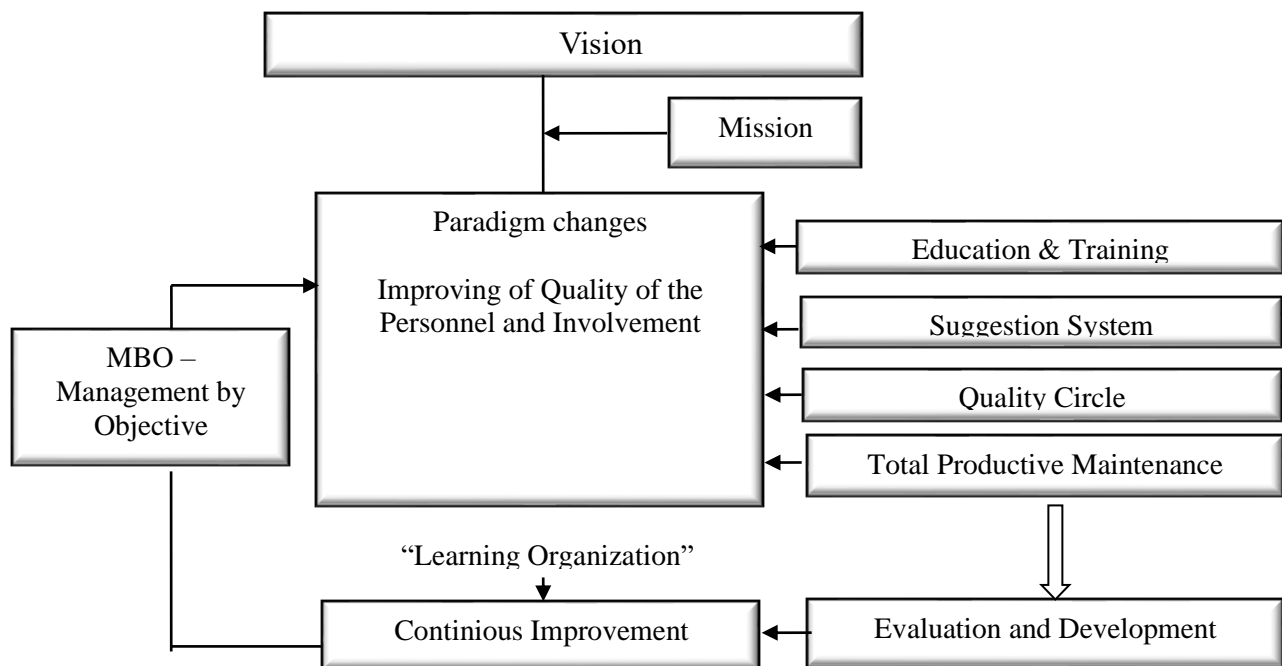 Vision
Mission
Paradigm changes
Improving of Quality of the
Personnel and Involvement
Education & Training
Suggestion System
Quality Circle
Total Productive Maintenance
MBO –
Management by
Objective
“Learning Organization”
Continious Improvement
Evaluation and Development